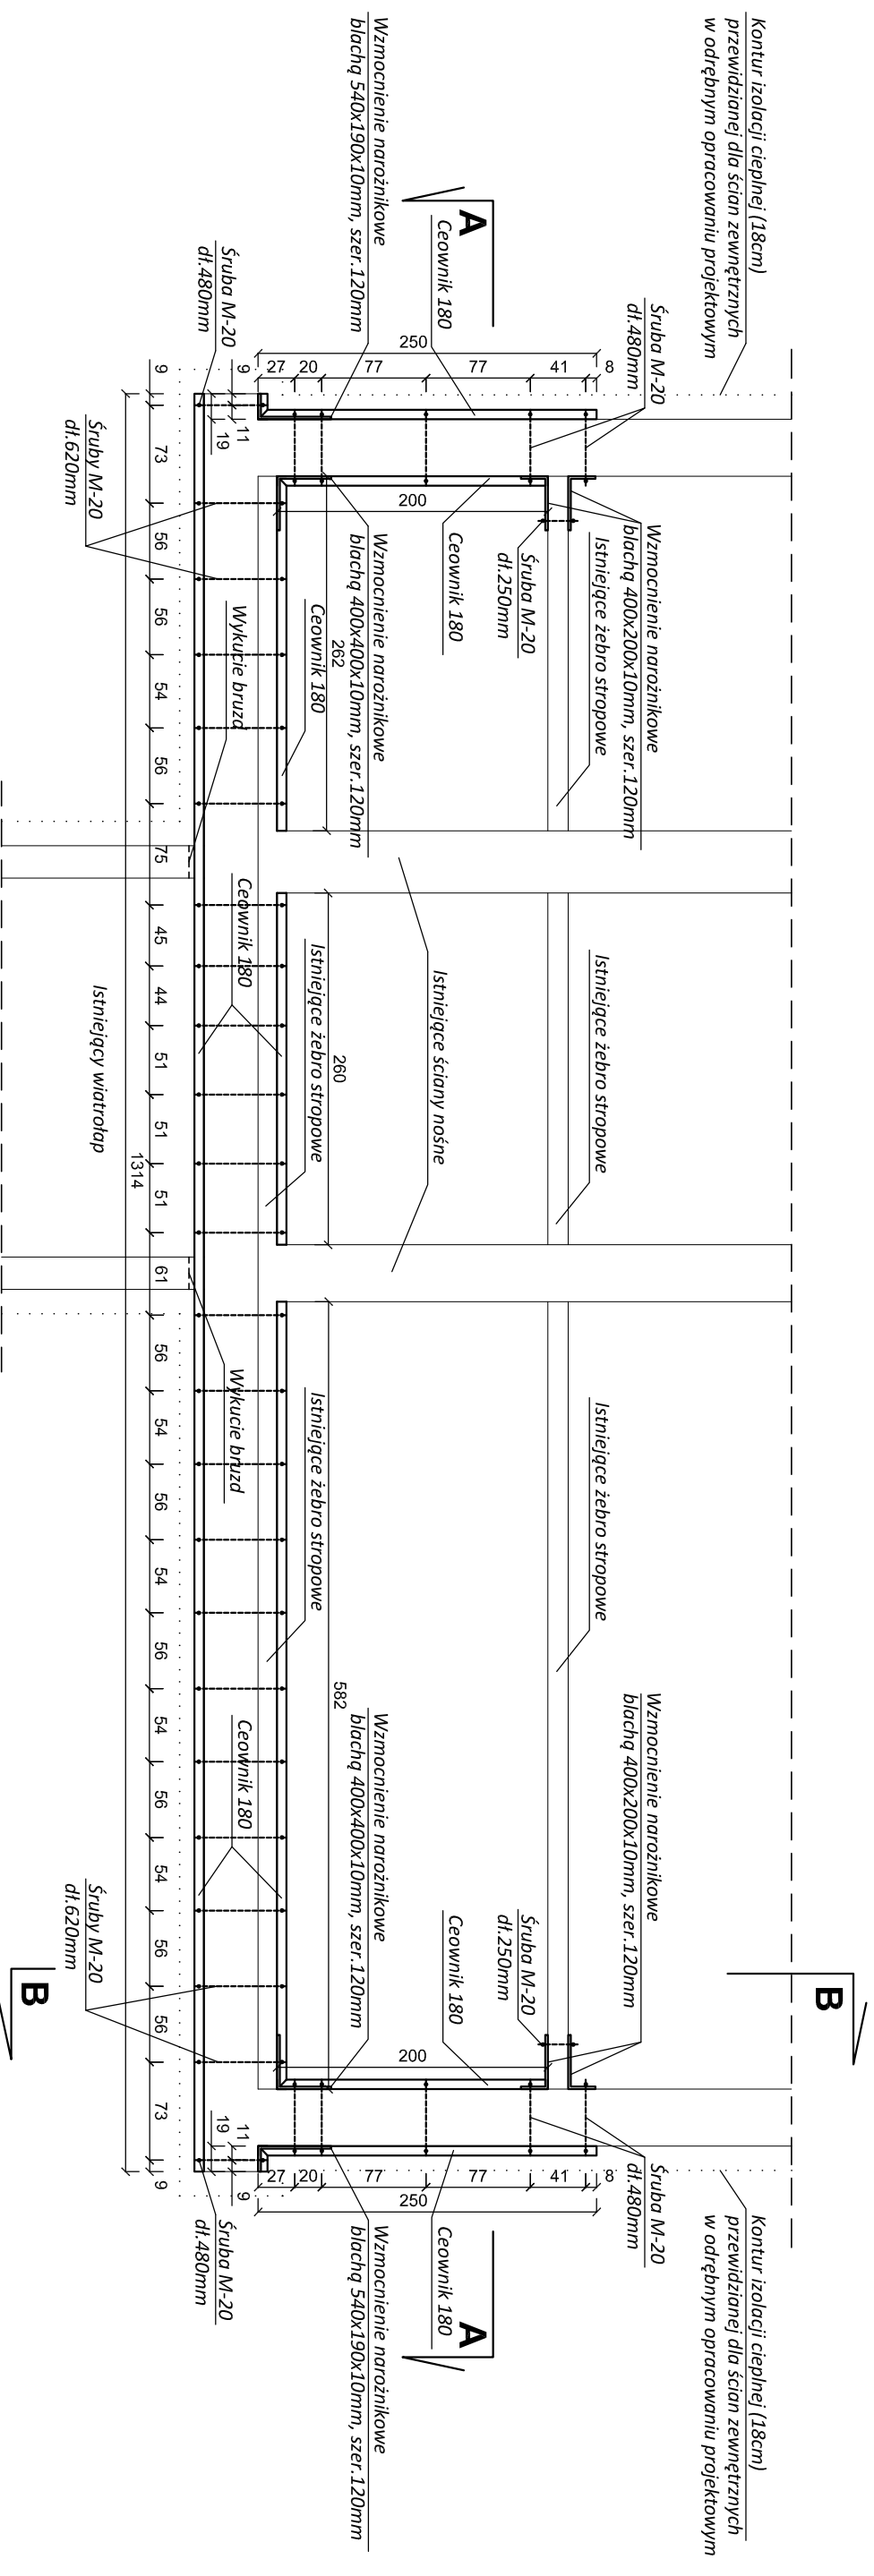 Kontur izolacji cieplnej (18cm)
przewidzianej dla ścian zewnętrznych
w odrębnym opracowaniu projektowym
Śruba M-20
dł.480mm
Wzmocnienie narożnikowe
blachą 400x200x10mm, szer.120mm
Istniejące żebro stropowe
Śruba M-20
dł.250mm
Istniejące żebro stropowe
Istniejące żebro stropowe
Wzmocnienie narożnikowe
blachą 400x200x10mm, szer.120mm
Śruba M-20
dł.250mm
Śruba M-20
dł.480mm
Kontur izolacji cieplnej (18cm)
przewidzianej dla ścian zewnętrznych
w odrębnym opracowaniu projektowym
B
A
Ceownik 180
Ceownik 180
Istniejące ściany nośne
Ceownik 180
Ceownik 180
A
Wzmocnienie narożnikowe
blachą 540x190x10mm, szer.120mm
Wzmocnienie narożnikowe
blachą 400x400x10mm, szer.120mm
Wzmocnienie narożnikowe
blachą 400x400x10mm, szer.120mm
Wzmocnienie narożnikowe
blachą 540x190x10mm, szer.120mm
8
41
77
77
20
27
250
200
262
260
582
200
8
41
77
77
20
27
250
Ceownik 180
Istniejące żebro stropowe
Istniejące żebro stropowe
Śruba M-20
dł.480mm
Wykucie bruzd
Ceownik 180
Wykucie bruzd
Ceownik 180
Śruba M-20
dł.480mm
9
11
19
11
19
9
9
73
56
56
54
56
75
45
44
51
51
51
61
56
54
56
54
56
54
56
54
56
56
73
9
1314
Śruby M-20
dł.620mm
Istniejący wiatrołap
Śruby M-20
dł.620mm
B